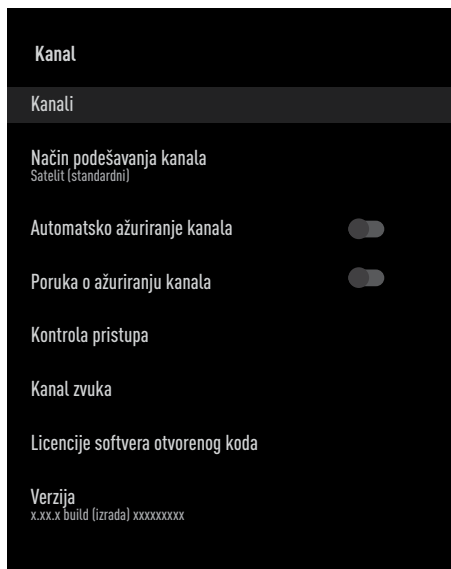 Kanal
Kanali
Način podešavanja kanala
Satelit (standardni)
Automatsko ažuriranje kanala
Poruka o ažuriranju kanala
Kontrola pristupa
Kanal zvuka
Licencije softvera otvorenog koda
Verzija
x.xx.x build (izrada) xxxxxxxxx